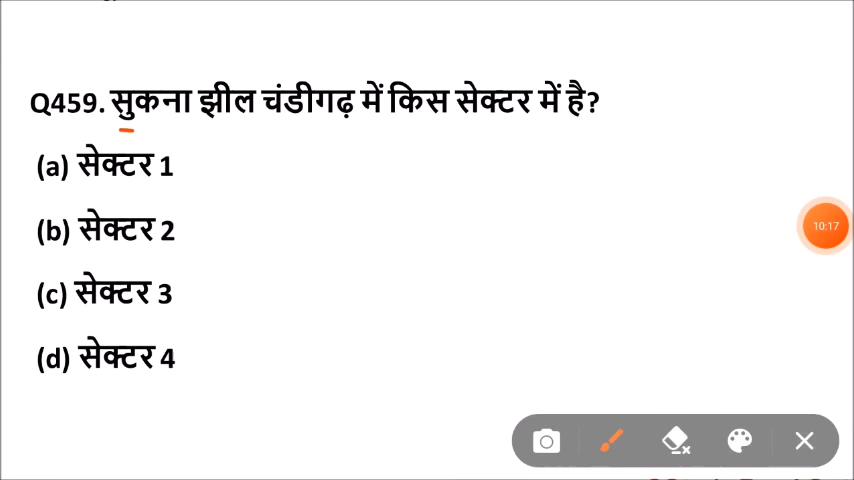 Q459. सुकना झील चंडीगढ़ में किस सेक्टर में है?
(a) सेक्टर 1
(b) सेक्टर 2
10:17
(c) सेक्टर 3
(d) सेक्टर 4